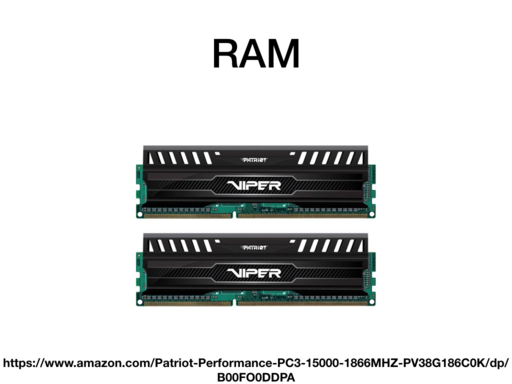 RAM
PATRIOT
VIPER
PATRIOT
VIPER
https://www.amazon.com/Patriot-Performance-PC3-15000-1866MHZ-PV38G186C0K/dp/
B00FO0DDPA